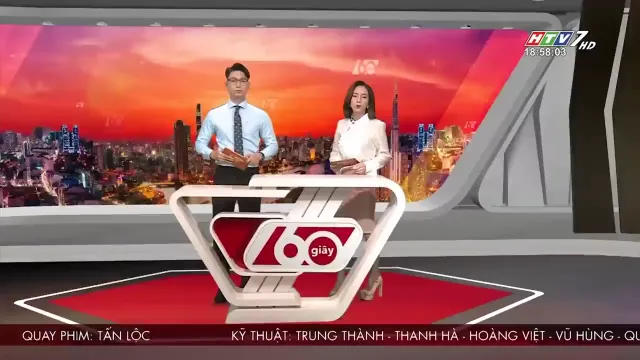 HTV7 HD
18:58:03
60 giây
QUAY PHIM: TẤN LỘC KỸ THUẬT: TRUNG THÀNH - THANH HÀ - HOÀNG VIỆT - VŨ HÙNG - QU